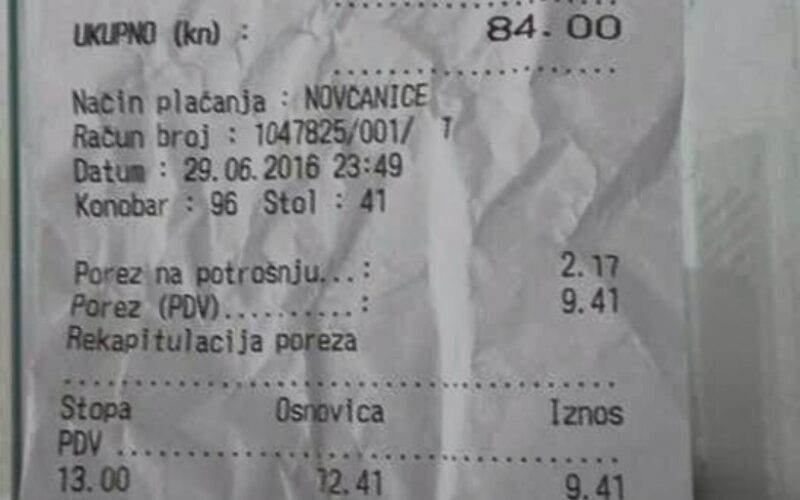 UKUPNO (kn) : 84.00
Način plaćanja : NOVČANICE
Račun broj : 1047825/001/ 1
Datum : 29.06.2016 23:49
Konobar : 96 Stol : 41
Porez na potrošnju...: 2.17
Porez (PDV)..........: 9.41
Rekapitulacija poreza
Stopa Osnovica Iznos
PDV
13.00 72.41 9.41